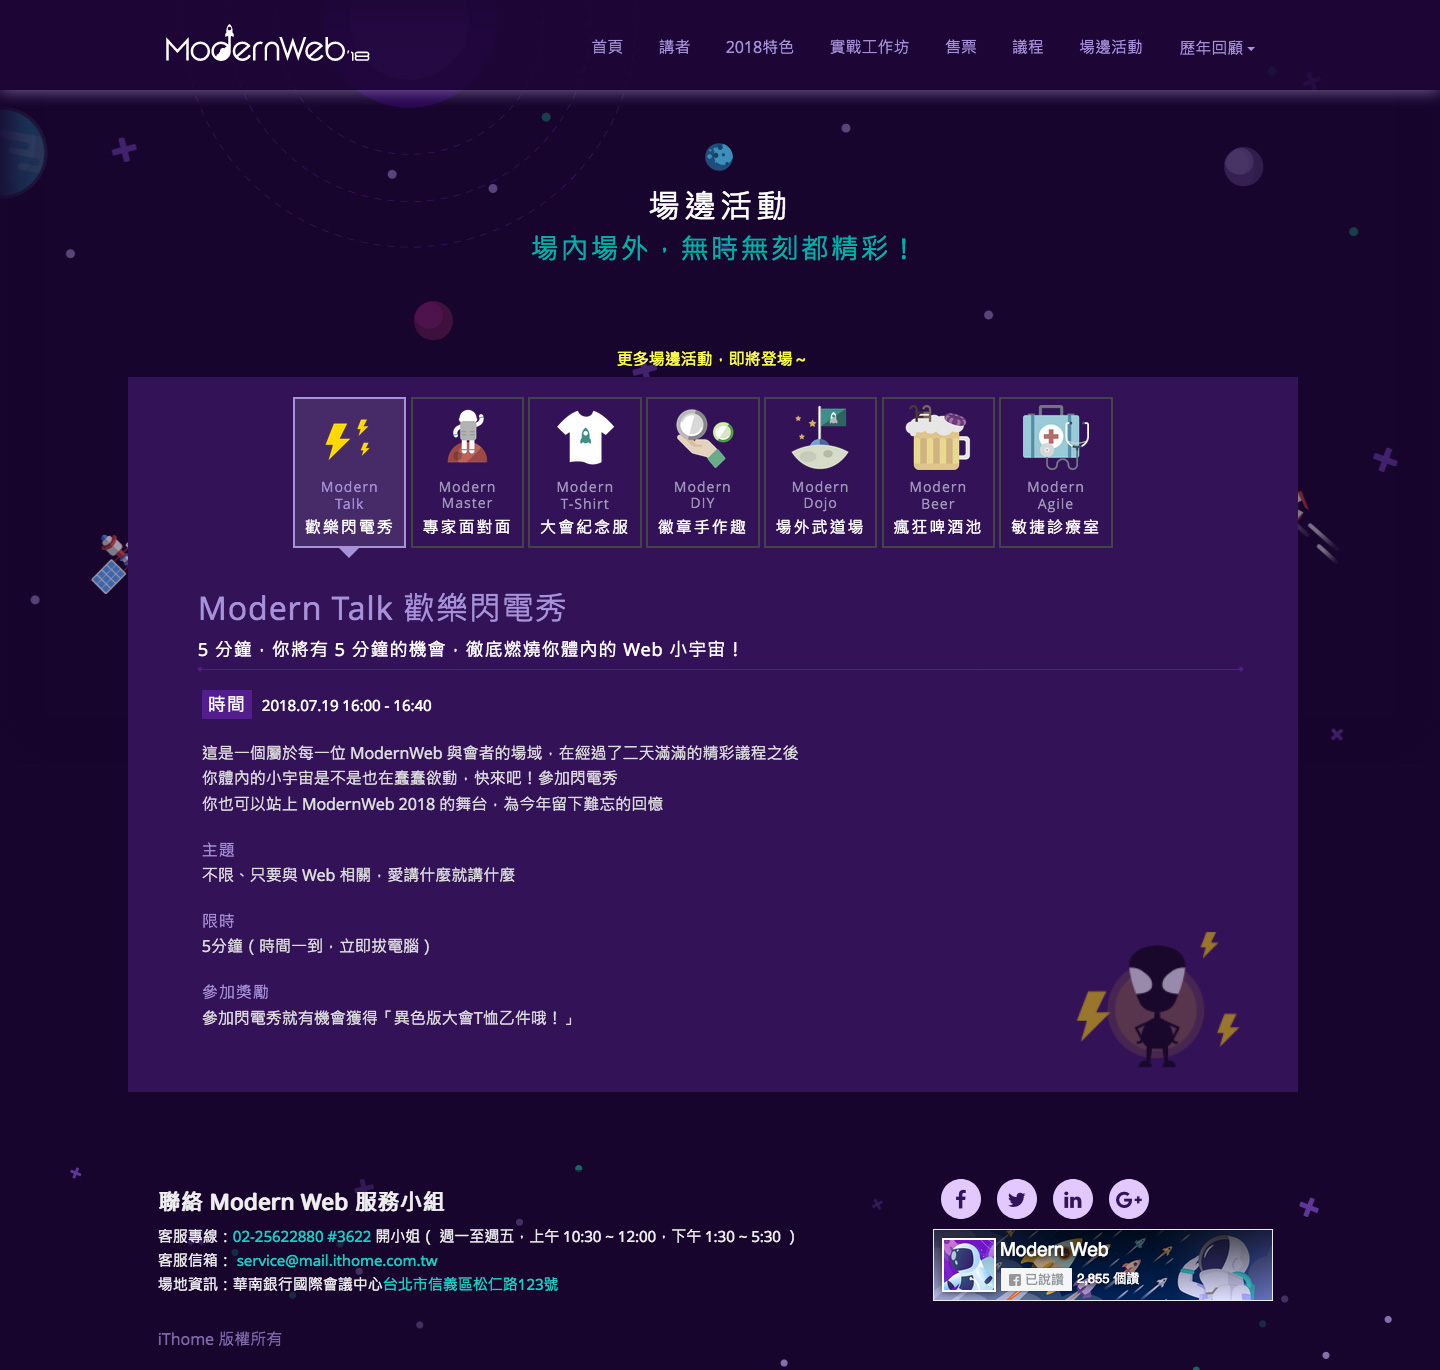 ModernWeb'18
首頁 講者 2018特色 實戰工作坊 售票 議程 場邊活動 歷年回顧
場邊活動
場內場外，無時無刻都精彩！
更多場邊活動，即將登場～
Modern Talk 歡樂閃電秀
Modern Master 專家面對面
Modern T-Shirt 大會紀念服
Modern DIY 徽章手作趣
Modern Dojo 場外武道場
Modern Beer 瘋狂啤酒池
Modern Agile 敏捷診療室
Modern Talk 歡樂閃電秀
5 分鐘，你將有 5 分鐘的機會，徹底燃燒你體內的 Web 小宇宙！
時間 2018.07.19 16:00 - 16:40
這是一個屬於每一位 ModernWeb 與會者的場域，在經過了二天滿滿的精彩議程之後
你體內的小宇宙是不是也在蠢蠢欲動，快來吧！參加閃電秀
你也可以站上 ModernWeb 2018 的舞台，為今年留下難忘的回憶
主題
不限、只要與 Web 相關，愛講什麼就講什麼
限時
5分鐘（時間一到，立即拔電腦）
參加獎勵
參加閃電秀就有機會獲得「異色版大會T恤乙件哦！」
聯絡 Modern Web 服務小組
客服專線：02-25622880 #3622 開小姐（ 週一至週五，上午 10:30 ~ 12:00，下午 1:30 ~ 5:30 ）
客服信箱： service@mail.ithome.com.tw
場地資訊：華南銀行國際會議中心台北市信義區松仁路123號
iThome 版權所有
Modern Web
已說讚 2,855 個讚